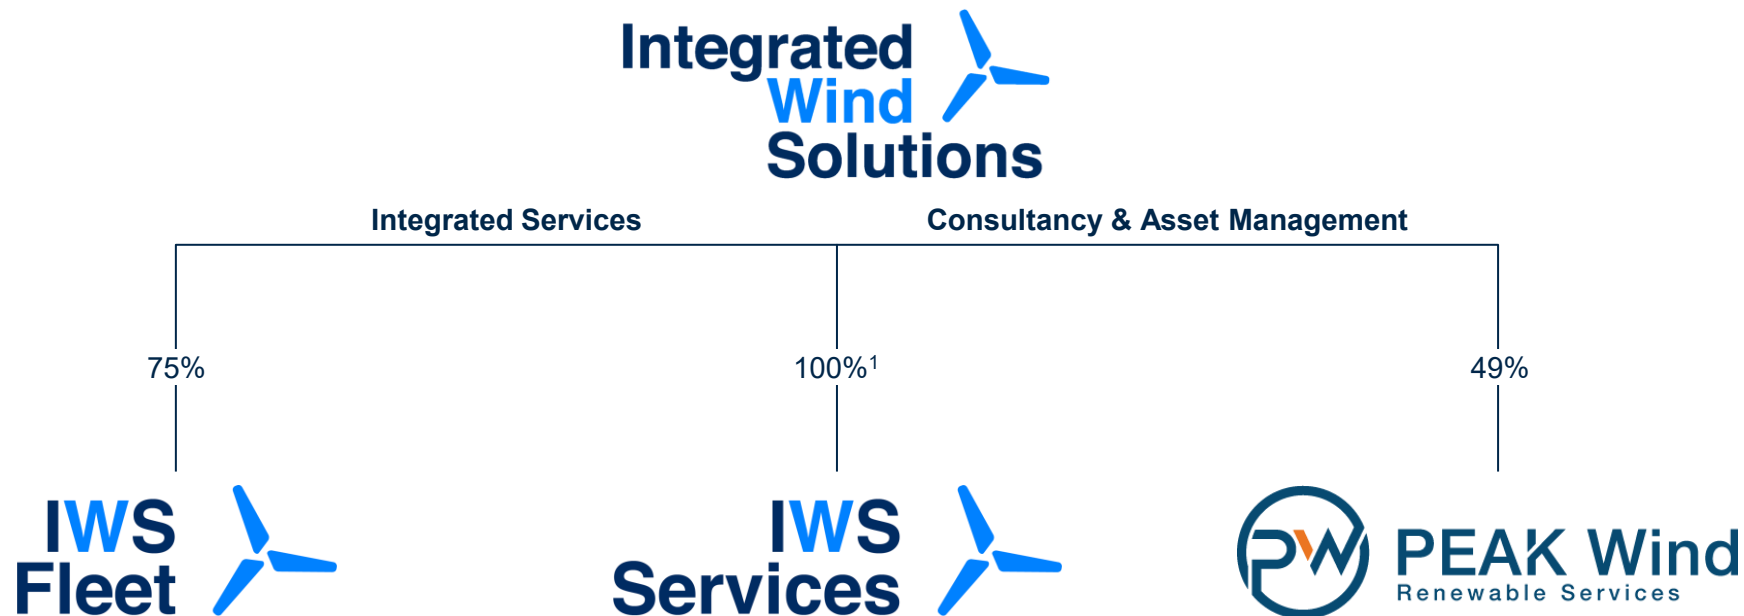 Integrated
Wind
Solutions
Integrated Services
Consultancy & Asset Management
75%
100%¹
49%
IWS
Fleet
IWS
Services
PW
PEAK Wind
Renewable Services